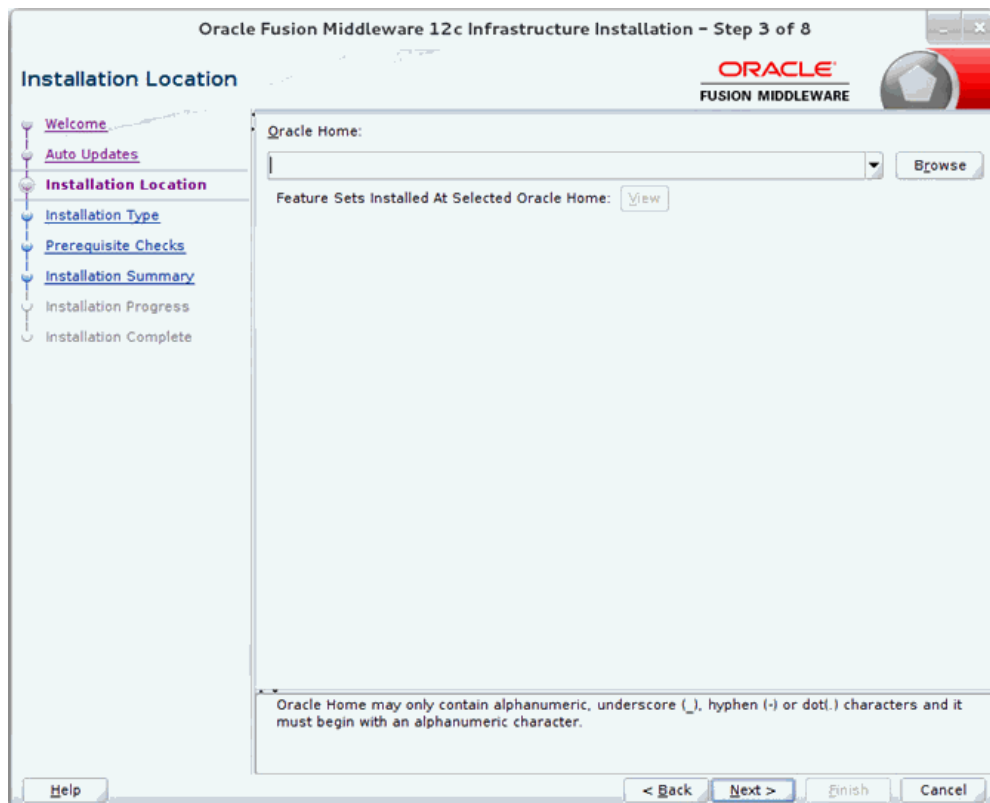 Oracle Fusion Middleware 12c Infrastructure Installation - Step 3 of 8
Installation Location
ORACLE
FUSION MIDDLEWARE
Welcome
Auto Updates
Installation Location
Installation Type
Prerequisite Checks
Installation Summary
Installation Progress
Installation Complete
Oracle Home:
Browse
Feature Sets Installed At Selected Oracle Home:
View
Oracle Home may only contain alphanumeric, underscore (_), hyphen (-) or dot(.) characters and it
must begin with an alphanumeric character.
Help
< Back
Next >
Finish
Cancel